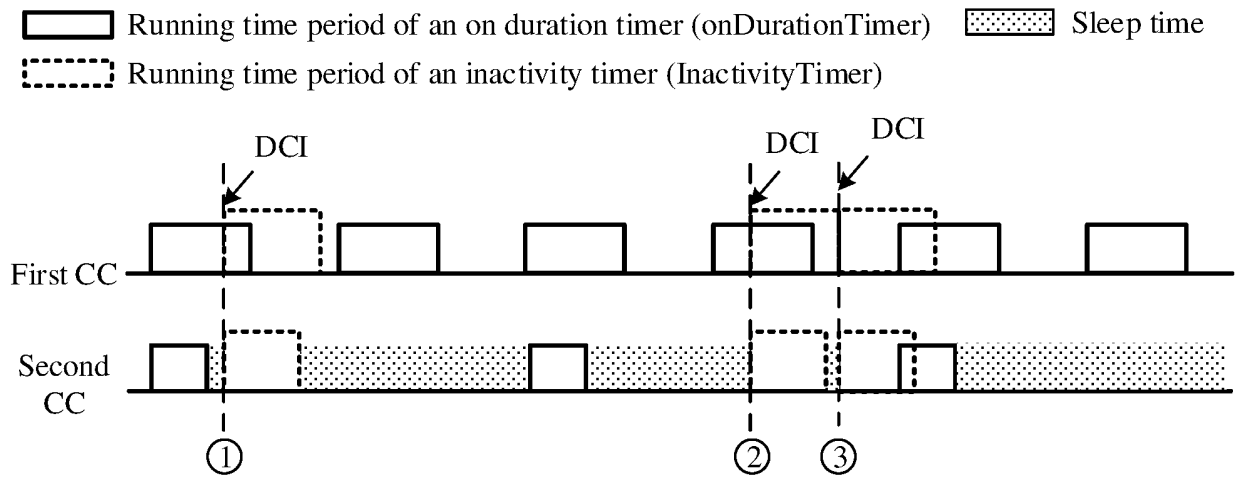 Running time period of an on duration timer (onDurationTimer)
Sleep time
Running time period of an inactivity timer (InactivityTimer)
DCI
DCI
DCI
First CC
Second
CC
①
②
③